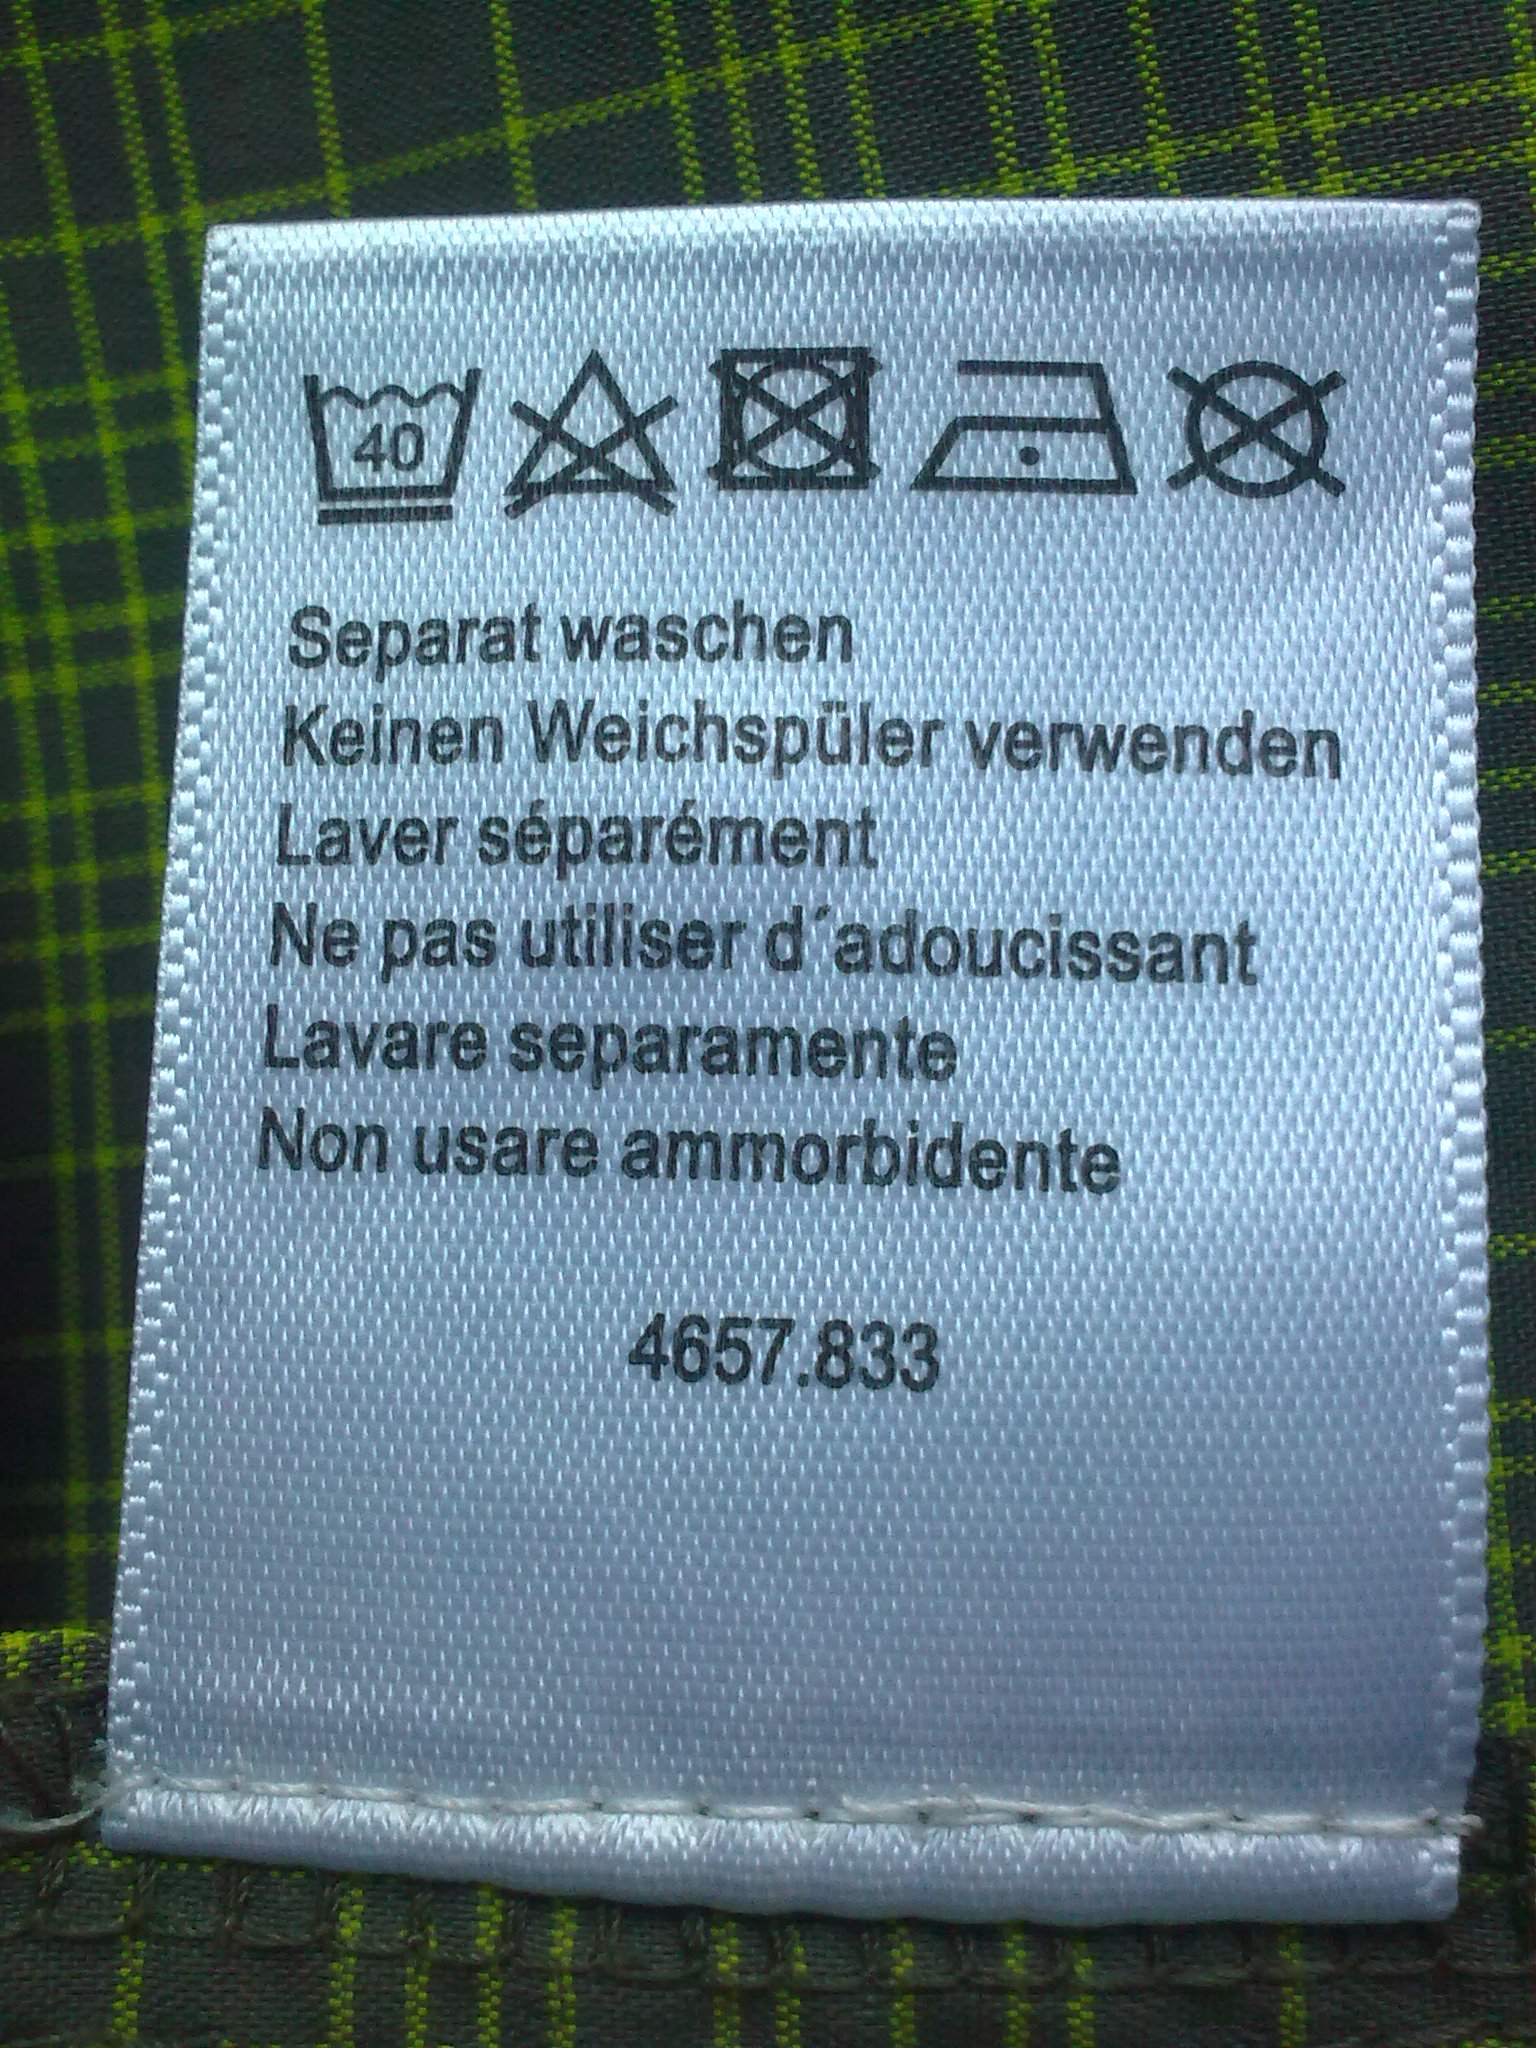 40
Separat waschen
Keinen Weichspüler verwenden
Laver séparément
Ne pas utiliser d´adoucissant
Lavare separamente
Non usare ammorbidente
4657.833